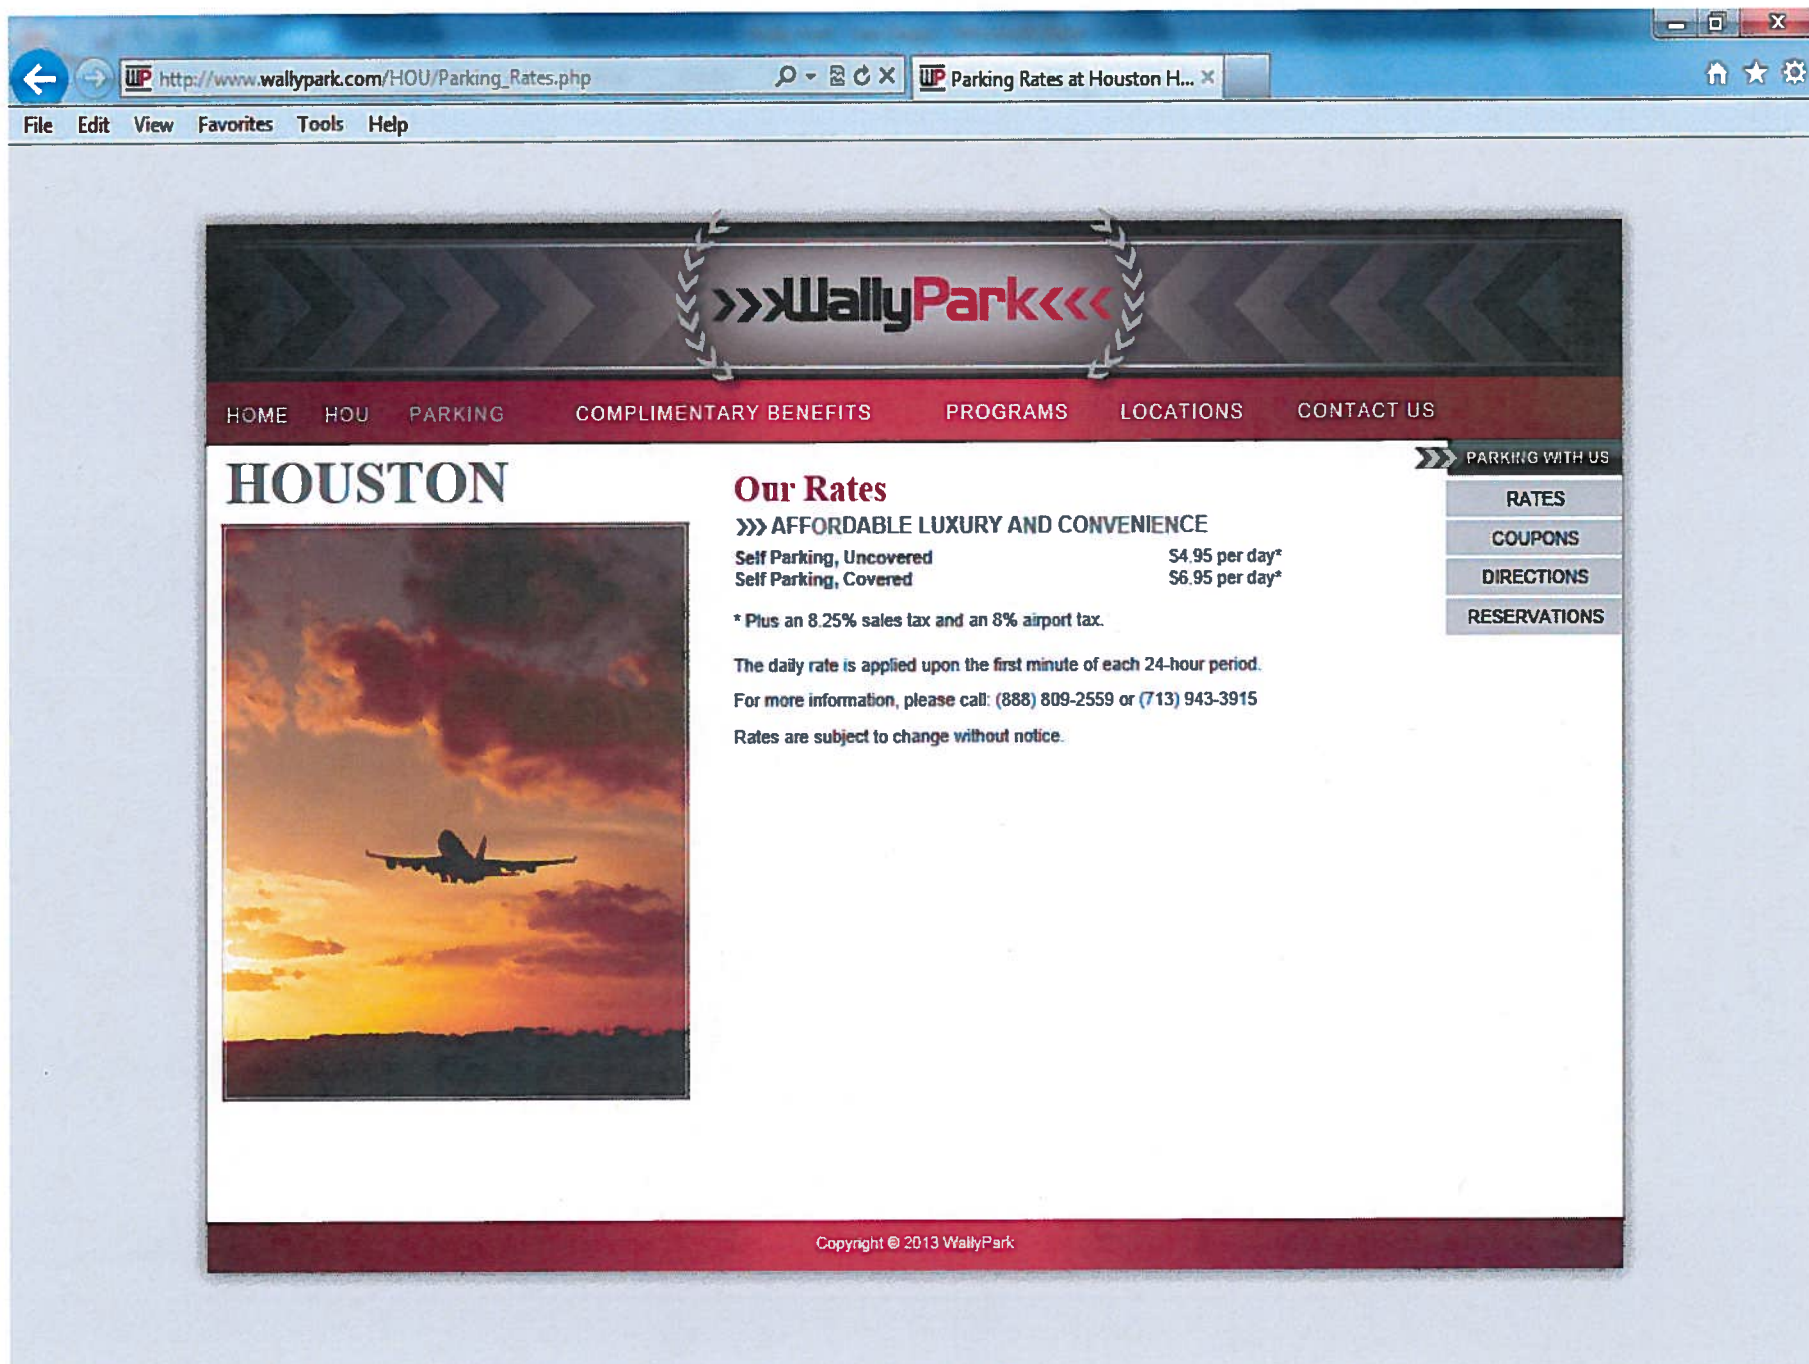 http://www.wallypark.com/HOU/Parking_Rates.php
WP Parking Rates at Houston H...
File Edit View Favorites Tools Help
WallyPark
HOME HOU PARKING COMPLIMENTARY BENEFITS PROGRAMS LOCATIONS CONTACT US
PARKING WITH US
RATES
COUPONS
DIRECTIONS
RESERVATIONS
HOUSTON
Our Rates
AFFORDABLE LUXURY AND CONVENIENCE
Self Parking, Uncovered $4.95 per day*
Self Parking, Covered $6.95 per day*
* Plus an 8.25% sales tax and an 8% airport tax.
The daily rate is applied upon the first minute of each 24-hour period.
For more information, please call: (888) 809-2559 or (713) 943-3915
Rates are subject to change without notice.
Copyright © 2013 WallyPark